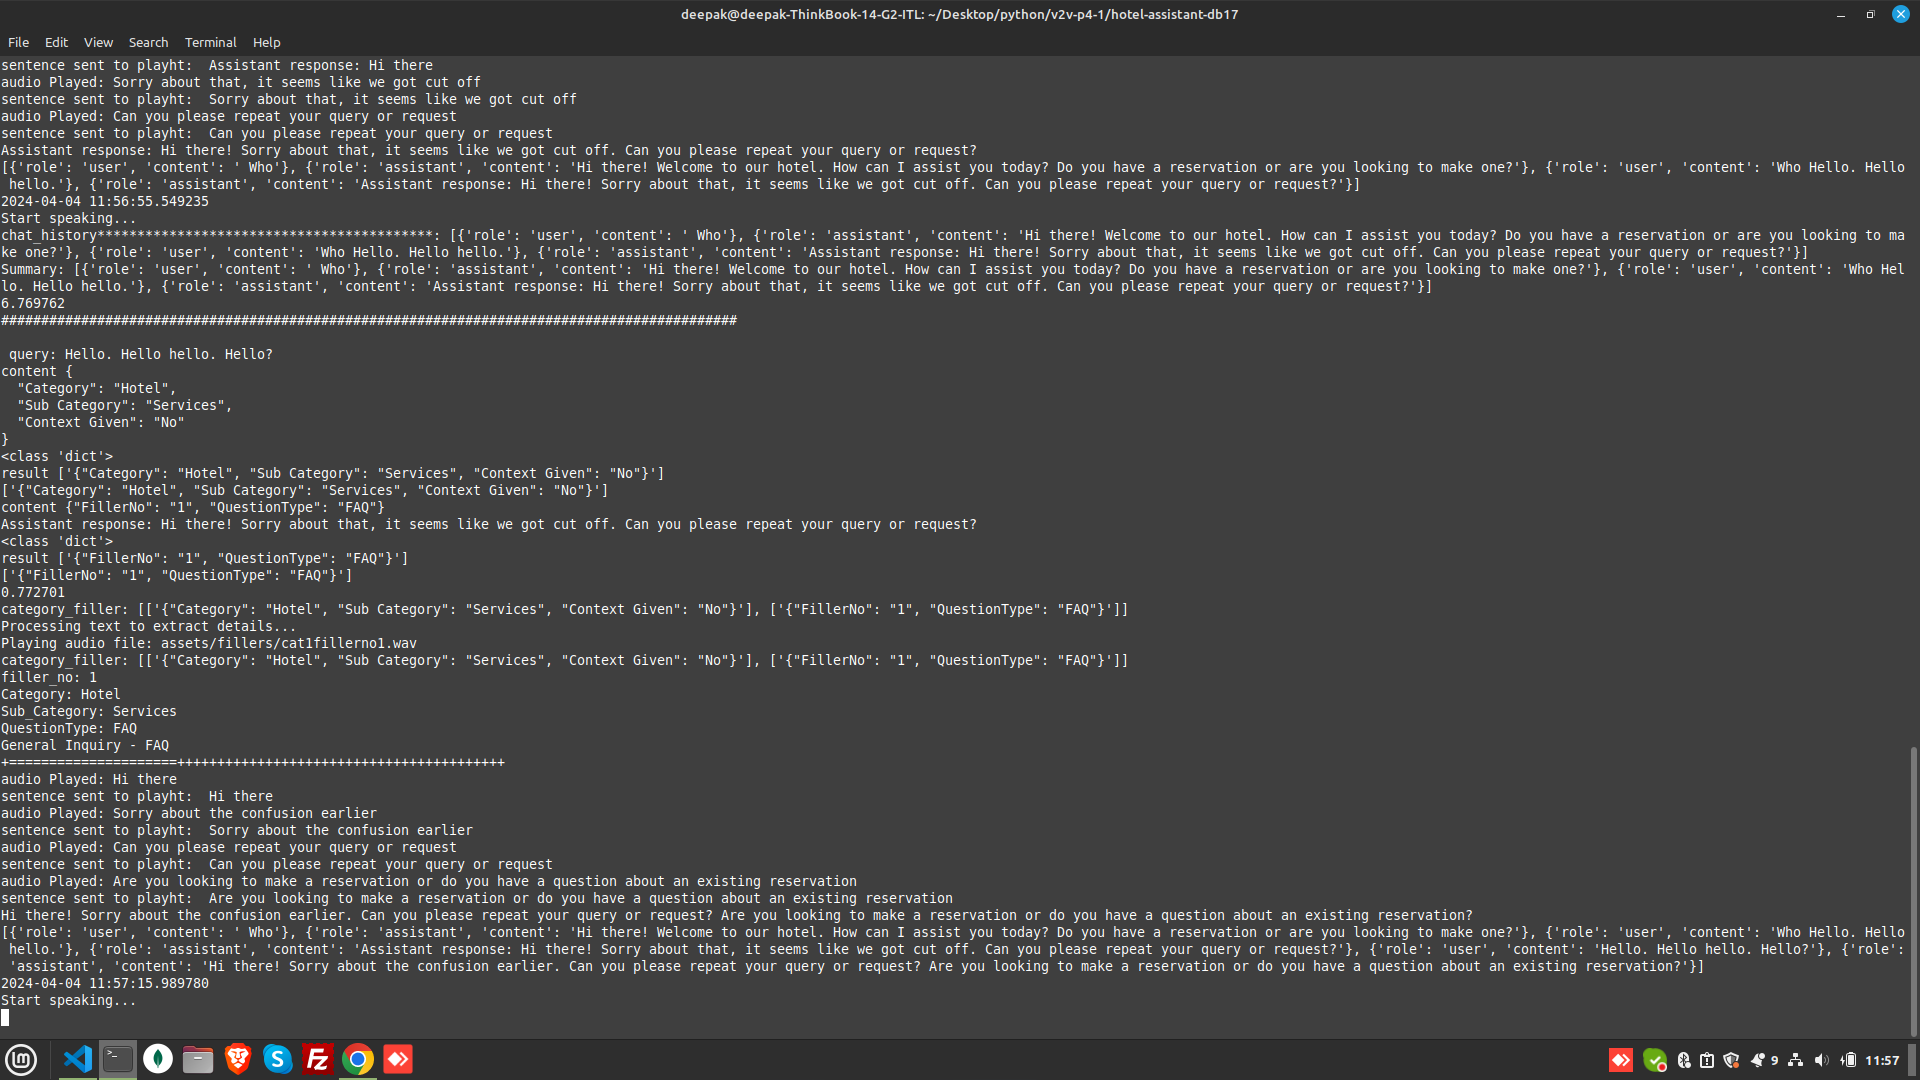 deepak@deepak-ThinkBook-14-G2-ITL: ~/Desktop/python/v2v-p4-1/hotel-assistant-db17
File Edit View Search Terminal Help
sentence sent to playht:  Assistant response: Hi there
audio Played: Sorry about that, it seems like we got cut off
sentence sent to playht:  Sorry about that, it seems like we got cut off
audio Played: Can you please repeat your query or request
sentence sent to playht:  Can you please repeat your query or request
Assistant response: Hi there! Sorry about that, it seems like we got cut off. Can you please repeat your query or request?
[{'role': 'user', 'content': ' Who'}, {'role': 'assistant', 'content': 'Hi there! Welcome to our hotel. How can I assist you today? Do you have a reservation or are you looking to make one?'}, {'role': 'user', 'content': 'Who Hello. Hello
 hello.'}, {'role': 'assistant', 'content': 'Assistant response: Hi there! Sorry about that, it seems like we got cut off. Can you please repeat your query or request?'}]
2024-04-04 11:56:55.549235
Start speaking...
chat_history******************************************: [{'role': 'user', 'content': ' Who'}, {'role': 'assistant', 'content': 'Hi there! Welcome to our hotel. How can I assist you today? Do you have a reservation or are you looking to ma
ke one?'}, {'role': 'user', 'content': 'Who Hello. Hello hello.'}, {'role': 'assistant', 'content': 'Assistant response: Hi there! Sorry about that, it seems like we got cut off. Can you please repeat your query or request?'}]
Summary: [{'role': 'user', 'content': ' Who'}, {'role': 'assistant', 'content': 'Hi there! Welcome to our hotel. How can I assist you today? Do you have a reservation or are you looking to make one?'}, {'role': 'user', 'content': 'Who Hel
lo. Hello hello.'}, {'role': 'assistant', 'content': 'Assistant response: Hi there! Sorry about that, it seems like we got cut off. Can you please repeat your query or request?'}]
6.769762
############################################################################################
 query: Hello. Hello hello. Hello?
content {
  "Category": "Hotel",
  "Sub Category": "Services",
  "Context Given": "No"
}
<class 'dict'>
result ['{"Category": "Hotel", "Sub Category": "Services", "Context Given": "No"}']
['{"Category": "Hotel", "Sub Category": "Services", "Context Given": "No"}']
content {"FillerNo": "1", "QuestionType": "FAQ"}
Assistant response: Hi there! Sorry about that, it seems like we got cut off. Can you please repeat your query or request?
<class 'dict'>
result ['{"FillerNo": "1", "QuestionType": "FAQ"}']
['{"FillerNo": "1", "QuestionType": "FAQ"}']
0.772701
category_filler: [['{"Category": "Hotel", "Sub Category": "Services", "Context Given": "No"}'], ['{"FillerNo": "1", "QuestionType": "FAQ"}']]
Processing text to extract details...
Playing audio file: assets/fillers/cat1fillerno1.wav
category_filler: [['{"Category": "Hotel", "Sub Category": "Services", "Context Given": "No"}'], ['{"FillerNo": "1", "QuestionType": "FAQ"}']]
filler_no: 1
Category: Hotel
Sub_Category: Services
QuestionType: FAQ
General Inquiry - FAQ
+=====================+++++++++++++++++++++++++++++++++++++++++
audio Played: Hi there
sentence sent to playht:  Hi there
audio Played: Sorry about the confusion earlier
sentence sent to playht:  Sorry about the confusion earlier
audio Played: Can you please repeat your query or request
sentence sent to playht:  Can you please repeat your query or request
audio Played: Are you looking to make a reservation or do you have a question about an existing reservation
sentence sent to playht:  Are you looking to make a reservation or do you have a question about an existing reservation
Hi there! Sorry about the confusion earlier. Can you please repeat your query or request? Are you looking to make a reservation or do you have a question about an existing reservation?
[{'role': 'user', 'content': ' Who'}, {'role': 'assistant', 'content': 'Hi there! Welcome to our hotel. How can I assist you today? Do you have a reservation or are you looking to make one?'}, {'role': 'user', 'content': 'Who Hello. Hello
 hello.'}, {'role': 'assistant', 'content': 'Assistant response: Hi there! Sorry about that, it seems like we got cut off. Can you please repeat your query or request?'}, {'role': 'user', 'content': 'Hello. Hello hello. Hello?'}, {'role':
 'assistant', 'content': 'Hi there! Sorry about the confusion earlier. Can you please repeat your query or request? Are you looking to make a reservation or do you have a question about an existing reservation?'}]
2024-04-04 11:57:15.989780
Start speaking...
9 11:57